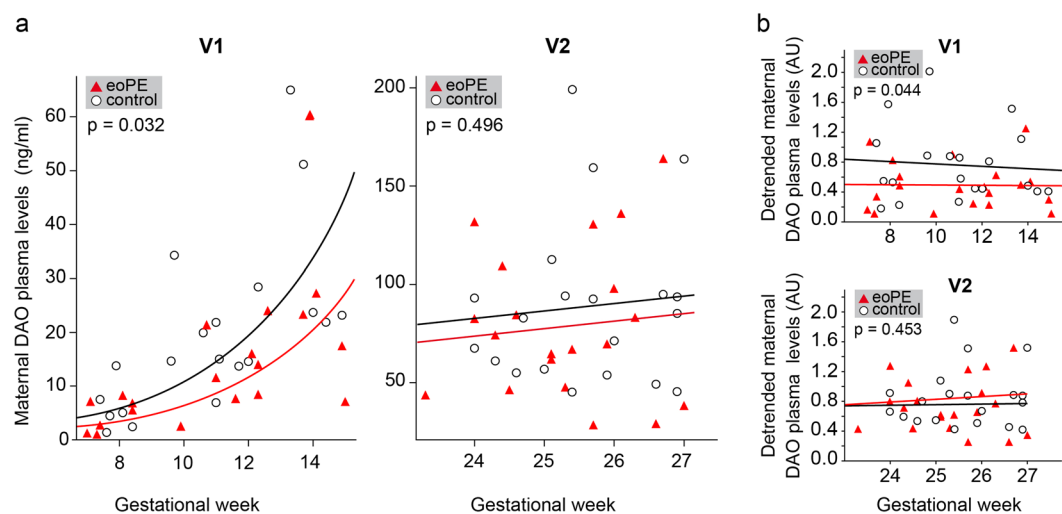 a
V1
Maternal DAO plasma levels (ng/ml)
eoPE
control
p = 0.032
60
50
40
30
20
10
0
8
10
12
14
Gestational week
V2
eoPE
control
p = 0.496
200
150
100
50
24
25
26
27
Gestational week
b
V1
Detrended maternal
DAO plasma levels (AU)
eoPE
control
p = 0.044
2.0
1.6
1.2
0.8
0.4
0.0
8
10
12
14
V2
Detrended maternal
DAO plasma levels (AU)
eoPE
control
p = 0.453
2.0
1.6
1.2
0.8
0.4
0.0
24
25
26
27
Gestational week